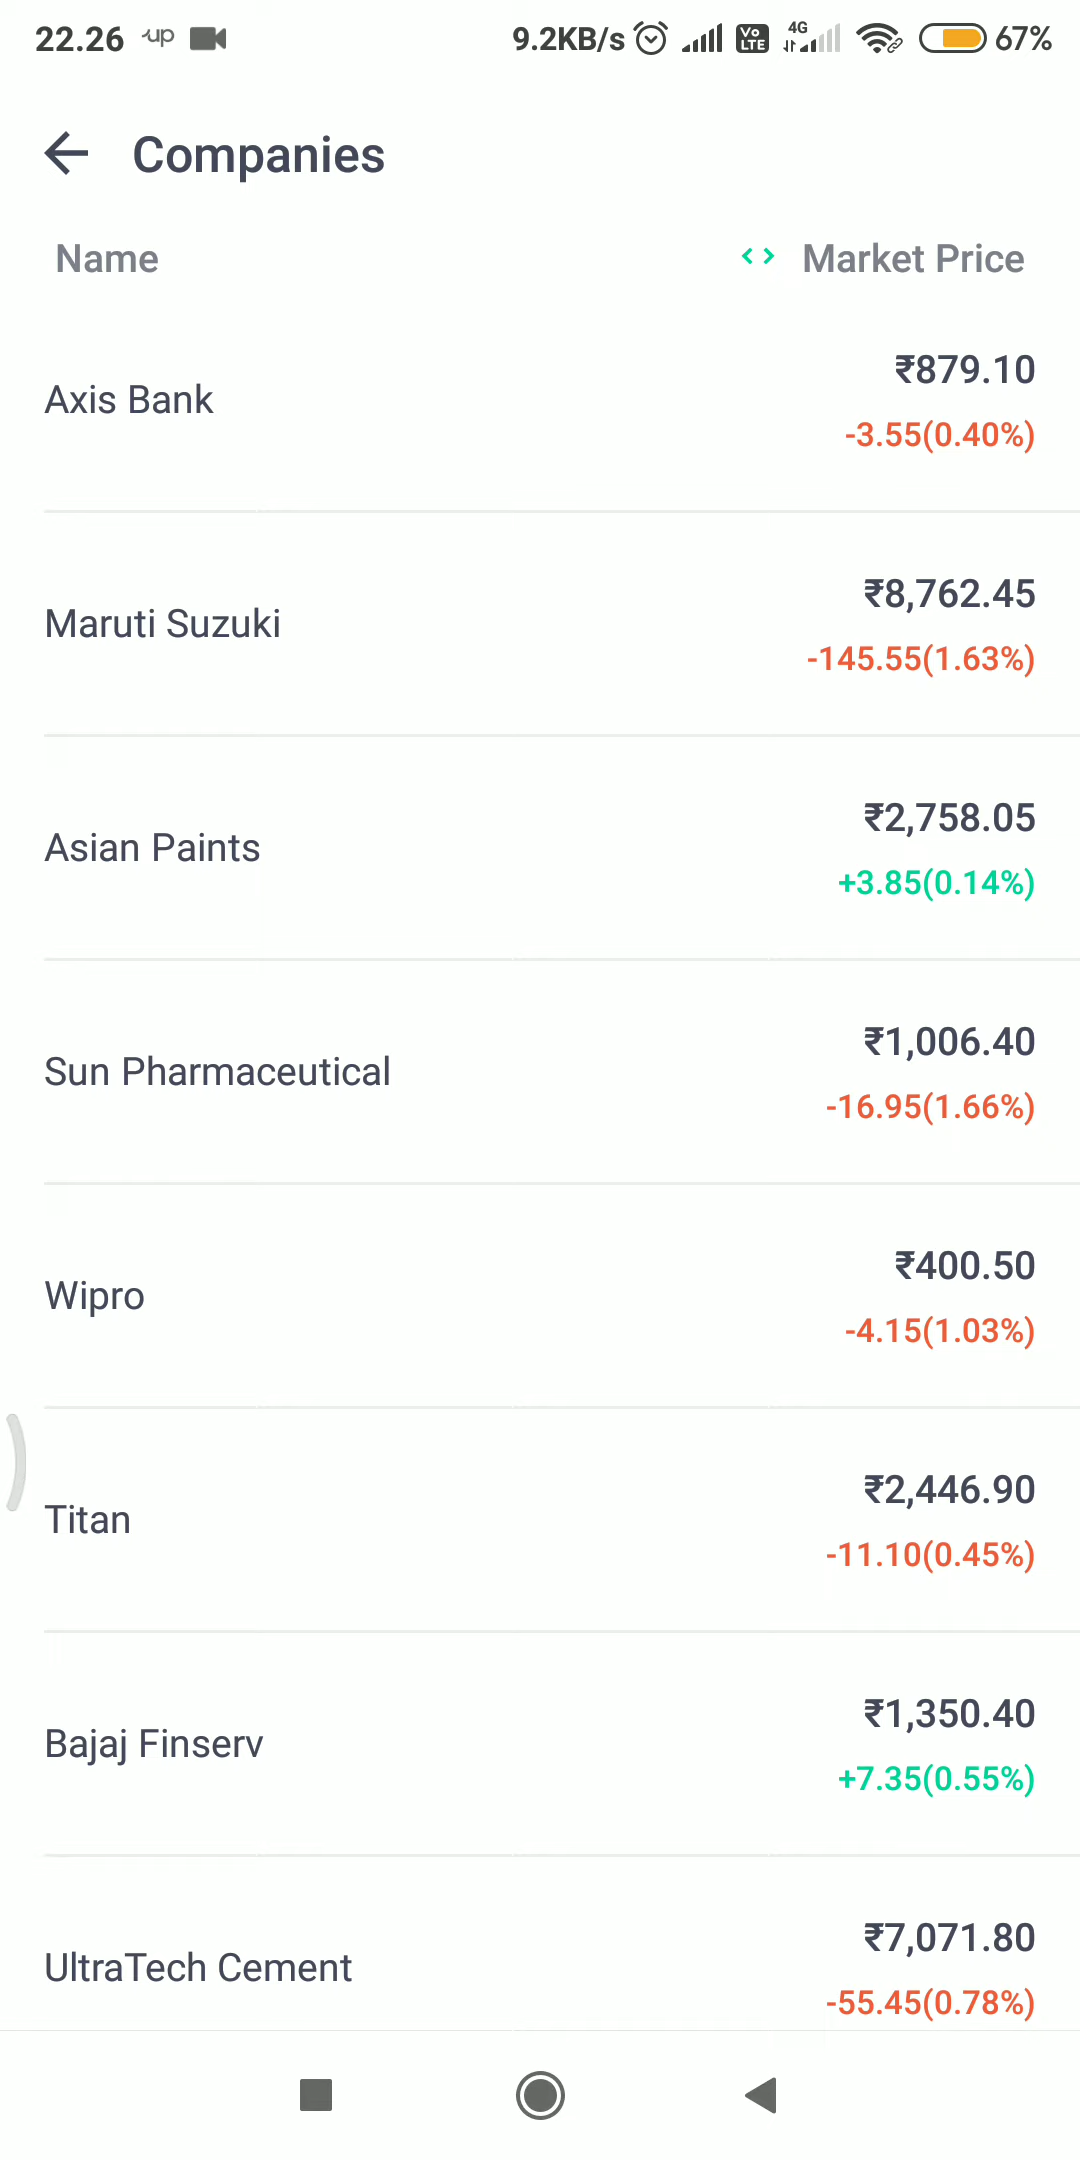 22.26 up 9.2KB/s Vo LTE 4G 67%
Companies
Name <> Market Price
₹879.10
Axis Bank
-3.55(0.40%)
₹8,762.45
Maruti Suzuki
-145.55(1.63%)
₹2,758.05
Asian Paints
+3.85(0.14%)
₹1,006.40
Sun Pharmaceutical
-16.95(1.66%)
₹400.50
Wipro
-4.15(1.03%)
₹2,446.90
Titan
-11.10(0.45%)
₹1,350.40
Bajaj Finserv
+7.35(0.55%)
₹7,071.80
UltraTech Cement
-55.45(0.78%)